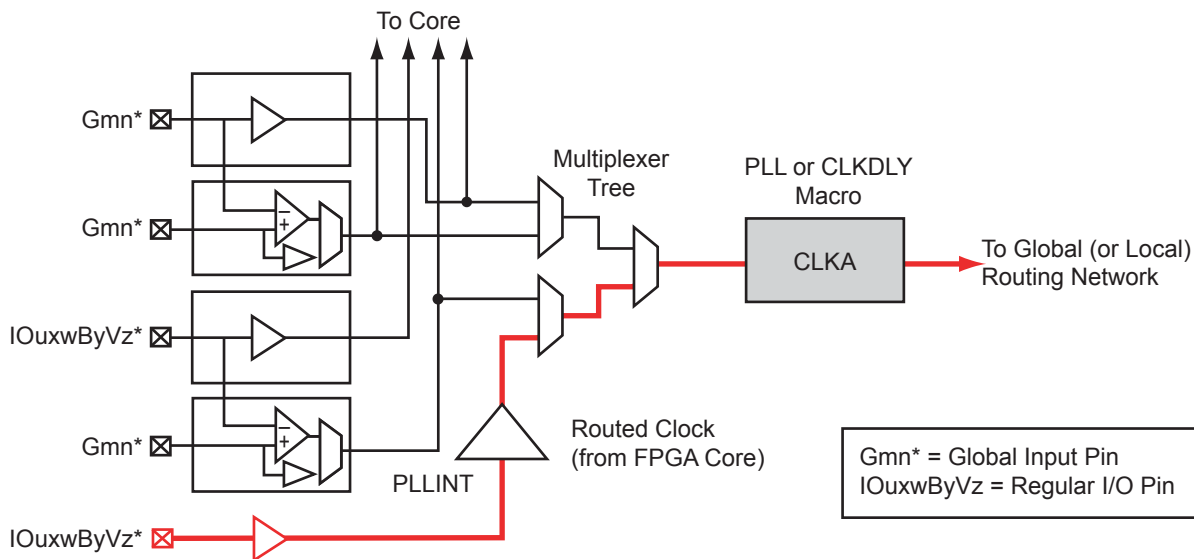 To Core
Gmn*
Gmn*
IOuxwByVz*
Gmn*
IOuxwByVz*
−
+
−
+
Multiplexer
Tree
PLL or CLKDLY
Macro
CLKA
To Global (or Local)
Routing Network
Routed Clock
(from FPGA Core)
PLLINT
Gmn* = Global Input Pin
IOuxwByVz = Regular I/O Pin